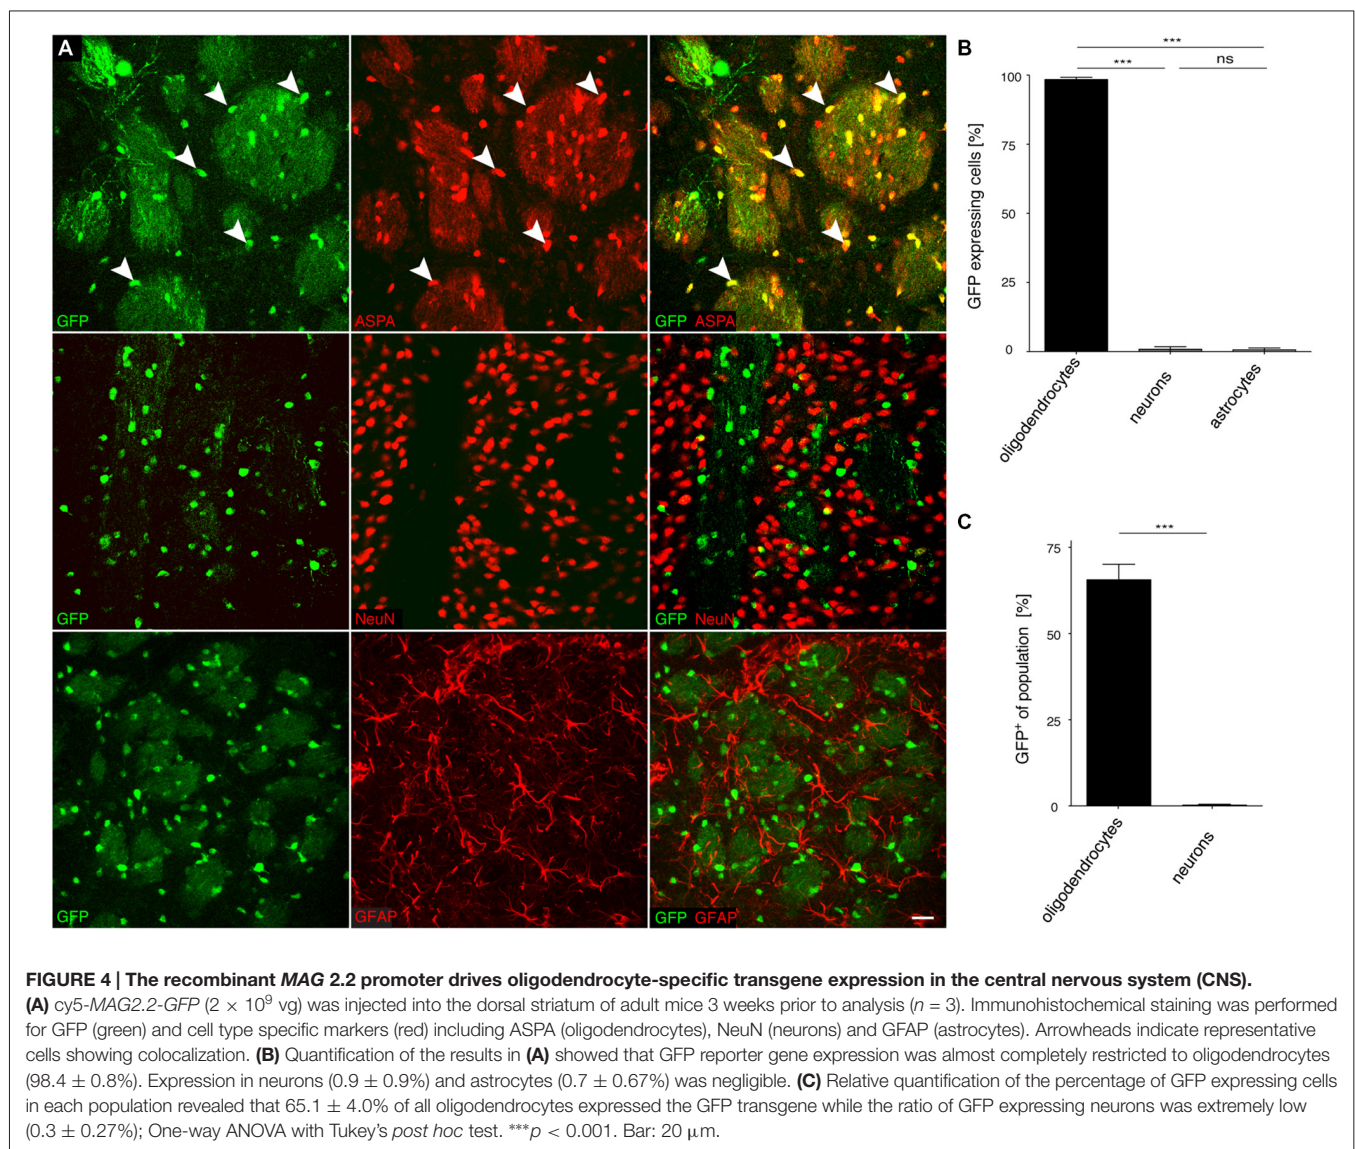 A
GFP
ASPA
GFP ASPA
GFP
NeuN
GFP NeuN
GFP
GFAP
GFP GFAP
B
***
***
ns
100
75
50
25
0
GFP expressing cells [%]
oligodendrocytes
neurons
astrocytes
C
***
75
50
25
0
GFP⁺ of population [%]
oligodendrocytes
neurons
FIGURE 4 | The recombinant MAG 2.2 promoter drives oligodendrocyte-specific transgene expression in the central nervous system (CNS).
(A) cy5-MAG2.2-GFP (2 × 10⁹ vg) was injected into the dorsal striatum of adult mice 3 weeks prior to analysis (n = 3). Immunohistochemical staining was performed
for GFP (green) and cell type specific markers (red) including ASPA (oligodendrocytes), NeuN (neurons) and GFAP (astrocytes). Arrowheads indicate representative
cells showing colocalization. (B) Quantification of the results in (A) showed that GFP reporter gene expression was almost completely restricted to oligodendrocytes
(98.4 ± 0.8%). Expression in neurons (0.9 ± 0.9%) and astrocytes (0.7 ± 0.67%) was negligible. (C) Relative quantification of the percentage of GFP expressing cells
in each population revealed that 65.1 ± 4.0% of all oligodendrocytes expressed the GFP transgene while the ratio of GFP expressing neurons was extremely low
(0.3 ± 0.27%); One-way ANOVA with Tukey's post hoc test. ***p < 0.001. Bar: 20 μm.